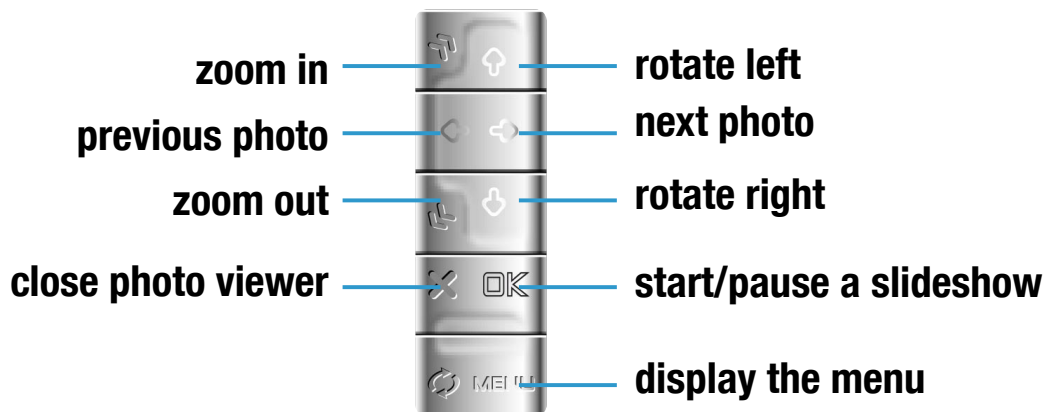 zoom in
rotate left
previous photo
next photo
zoom out
rotate right
close photo viewer
OK
start/pause a slideshow
MENU
display the menu